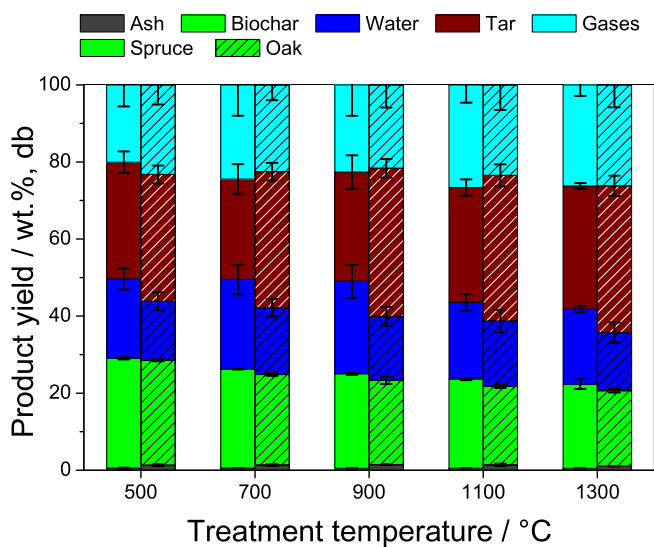 Ash Biochar Water Tar Gases
Spruce Oak
Product yield / wt.%, db
100
80
60
40
20
0
500 700 900 1100 1300
Treatment temperature / °C